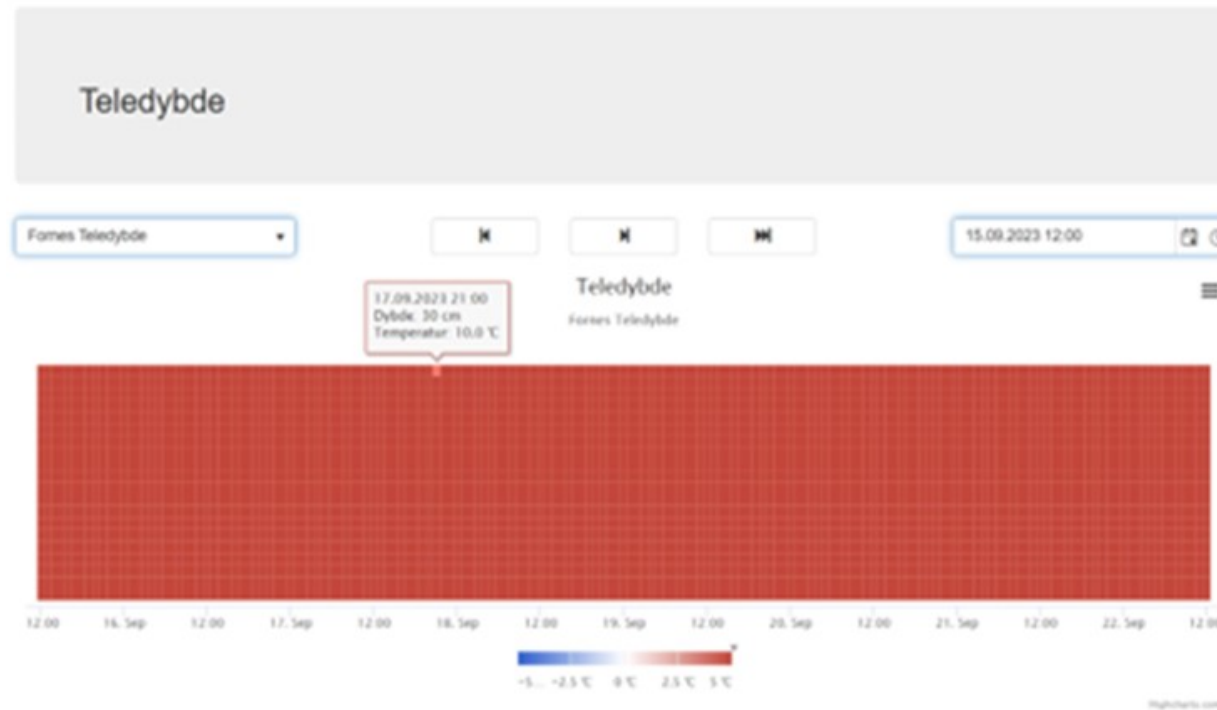 Teledybde
Fornes Teledybde
15.09.2023 12:00
Teledybde
Fornes Teledybde
17.09.2023 21:00
Dybde: 30 cm
Temperatur: 10.0 °C
12:00 16. Sep 12:00 17. Sep 12:00 18. Sep 12:00 19. Sep 12:00 20. Sep 12:00 21. Sep 12:00 22. Sep 12:00
-5... -2.5 °C 0 °C 2.5 °C 5 °C
Highcharts.com